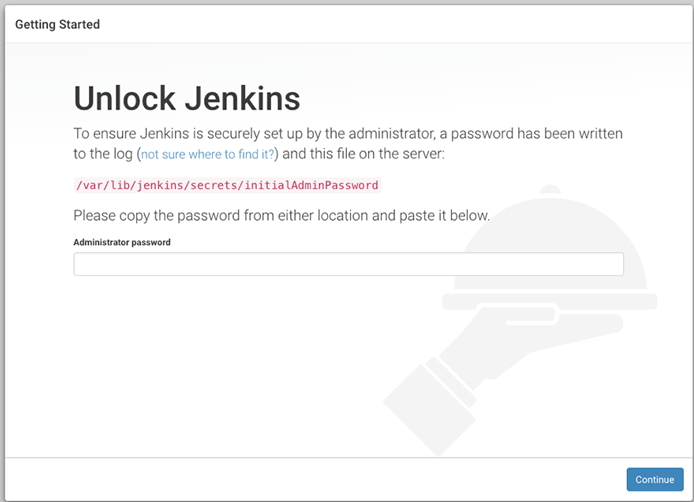 Getting Started
Unlock Jenkins
To ensure Jenkins is securely set up by the administrator, a password has been written
to the log (not sure where to find it?) and this file on the server:
/var/lib/jenkins/secrets/initialAdminPassword
Please copy the password from either location and paste it below.
Administrator password
Continue